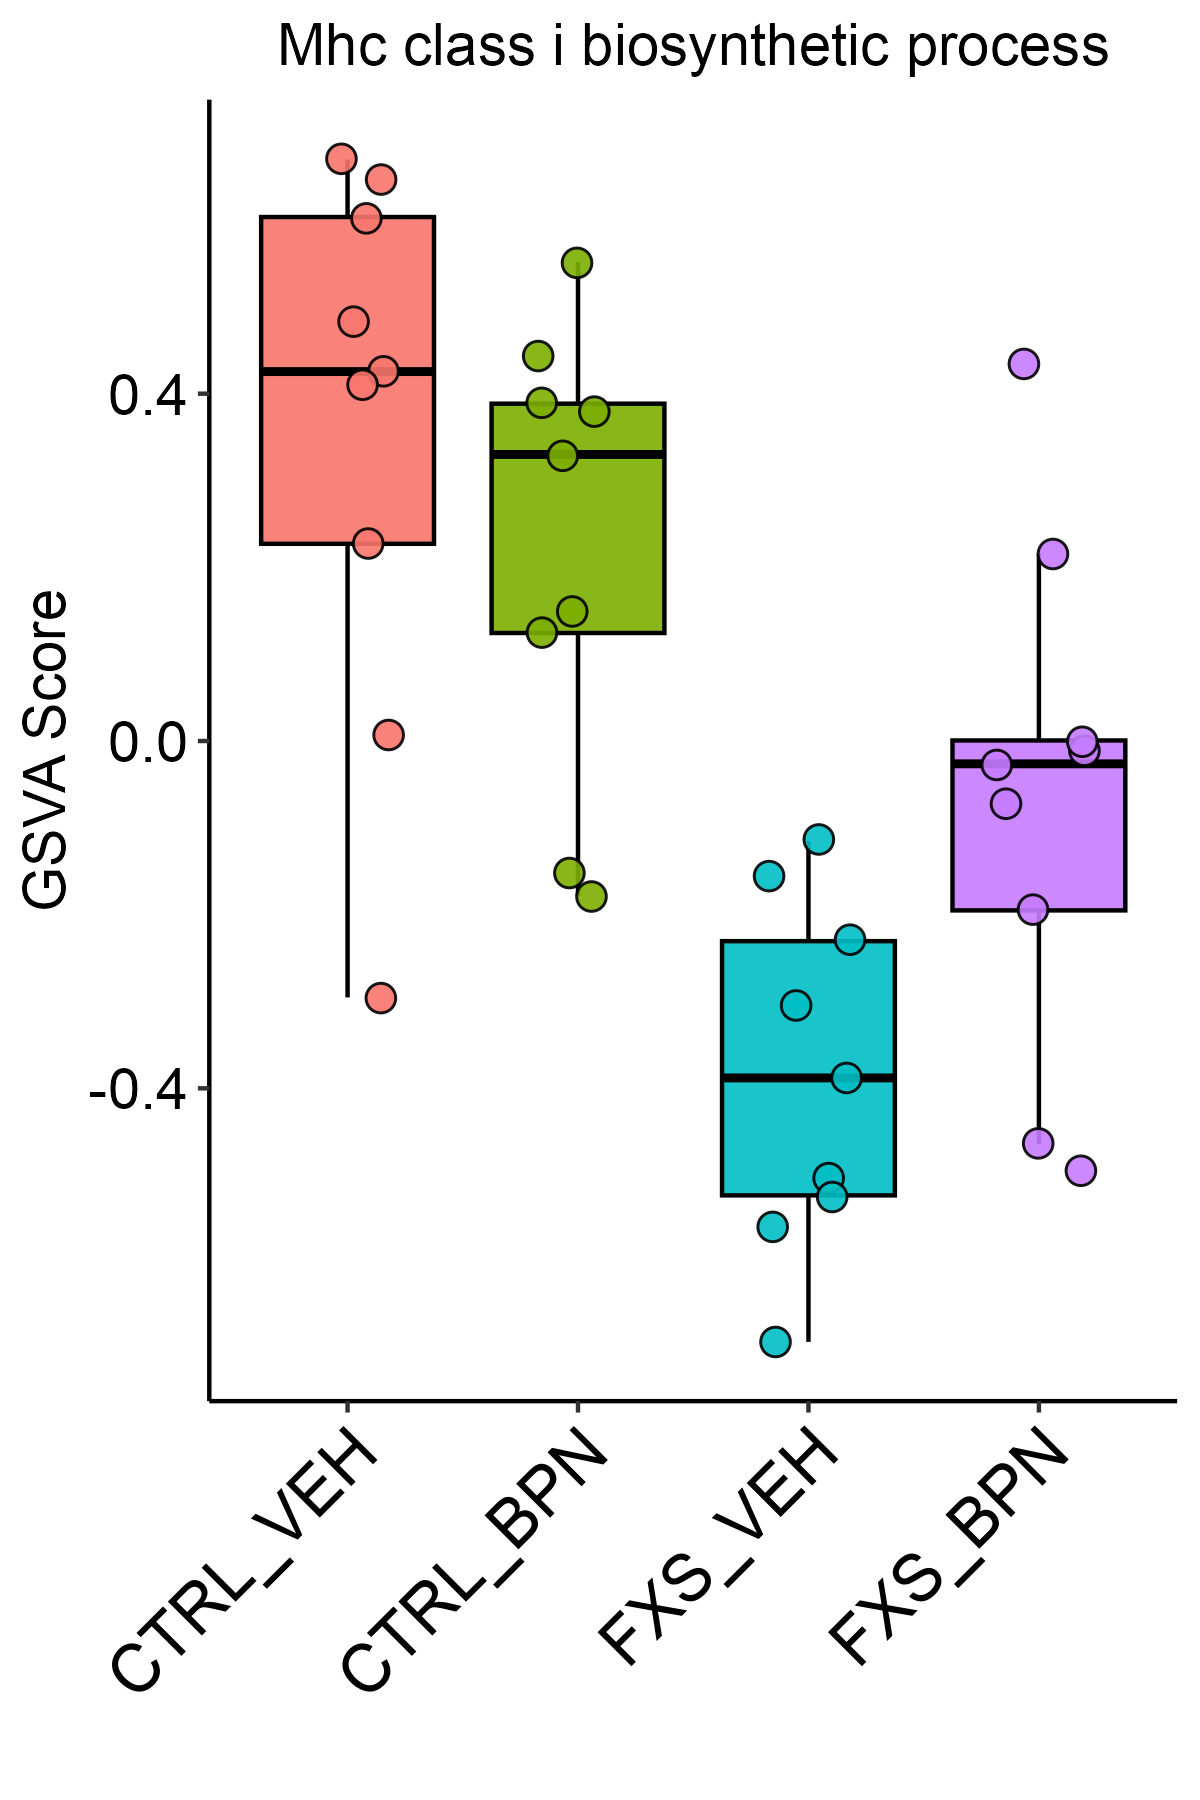 Mhc class i biosynthetic process
GSVA Score
0.4
0.0
-0.4
CTRL_VEH
CTRL_BPN
FXS_VEH
FXS_BPN